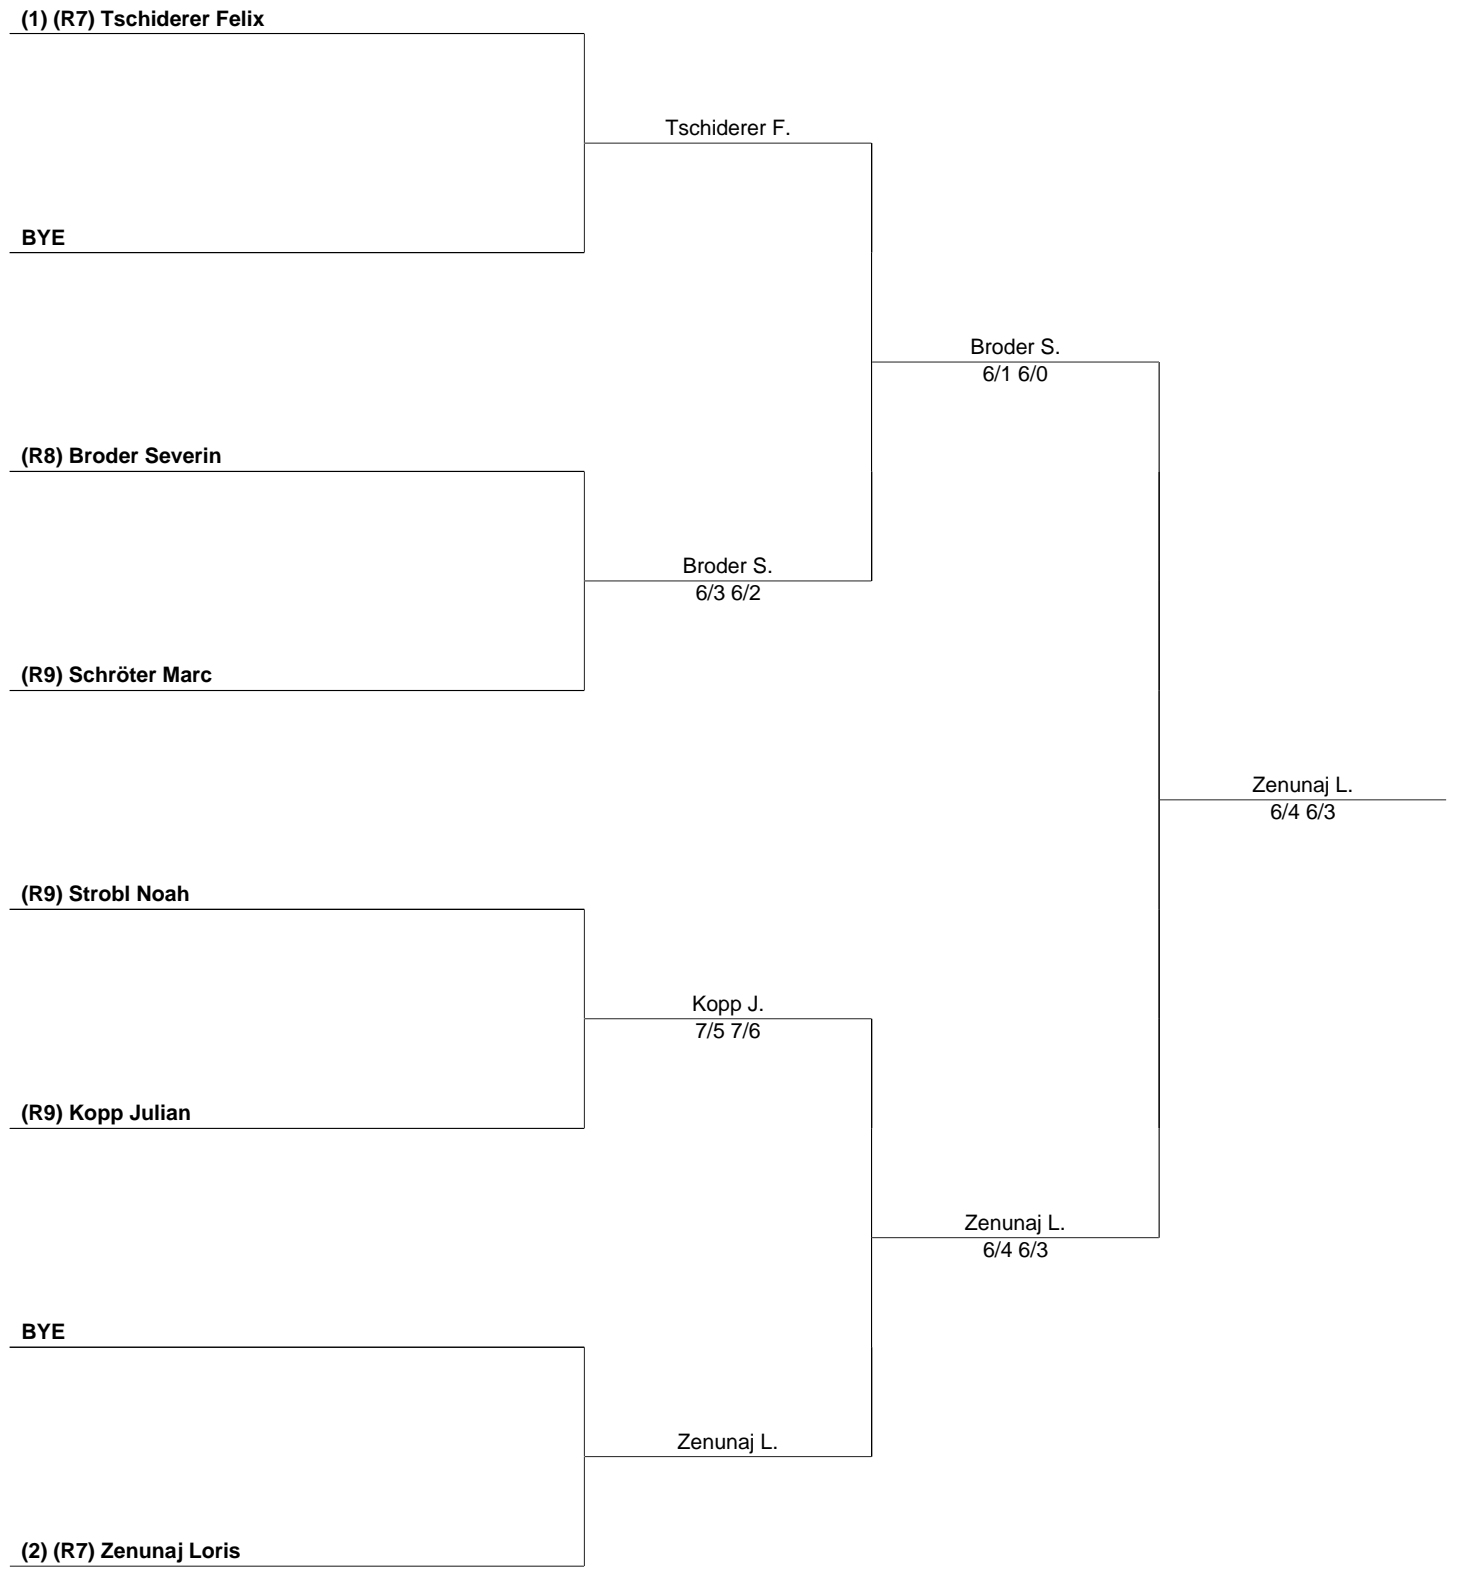 (1) (R7) Tschiderer Felix
Tschiderer F.
BYE
Broder S.
6/1 6/0
(R8) Broder Severin
Broder S.
6/3 6/2
(R9) Schröter Marc
Zenunaj L.
6/4 6/3
(R9) Strobl Noah
Kopp J.
7/5 7/6
(R9) Kopp Julian
Zenunaj L.
6/4 6/3
BYE
Zenunaj L.
(2) (R7) Zenunaj Loris